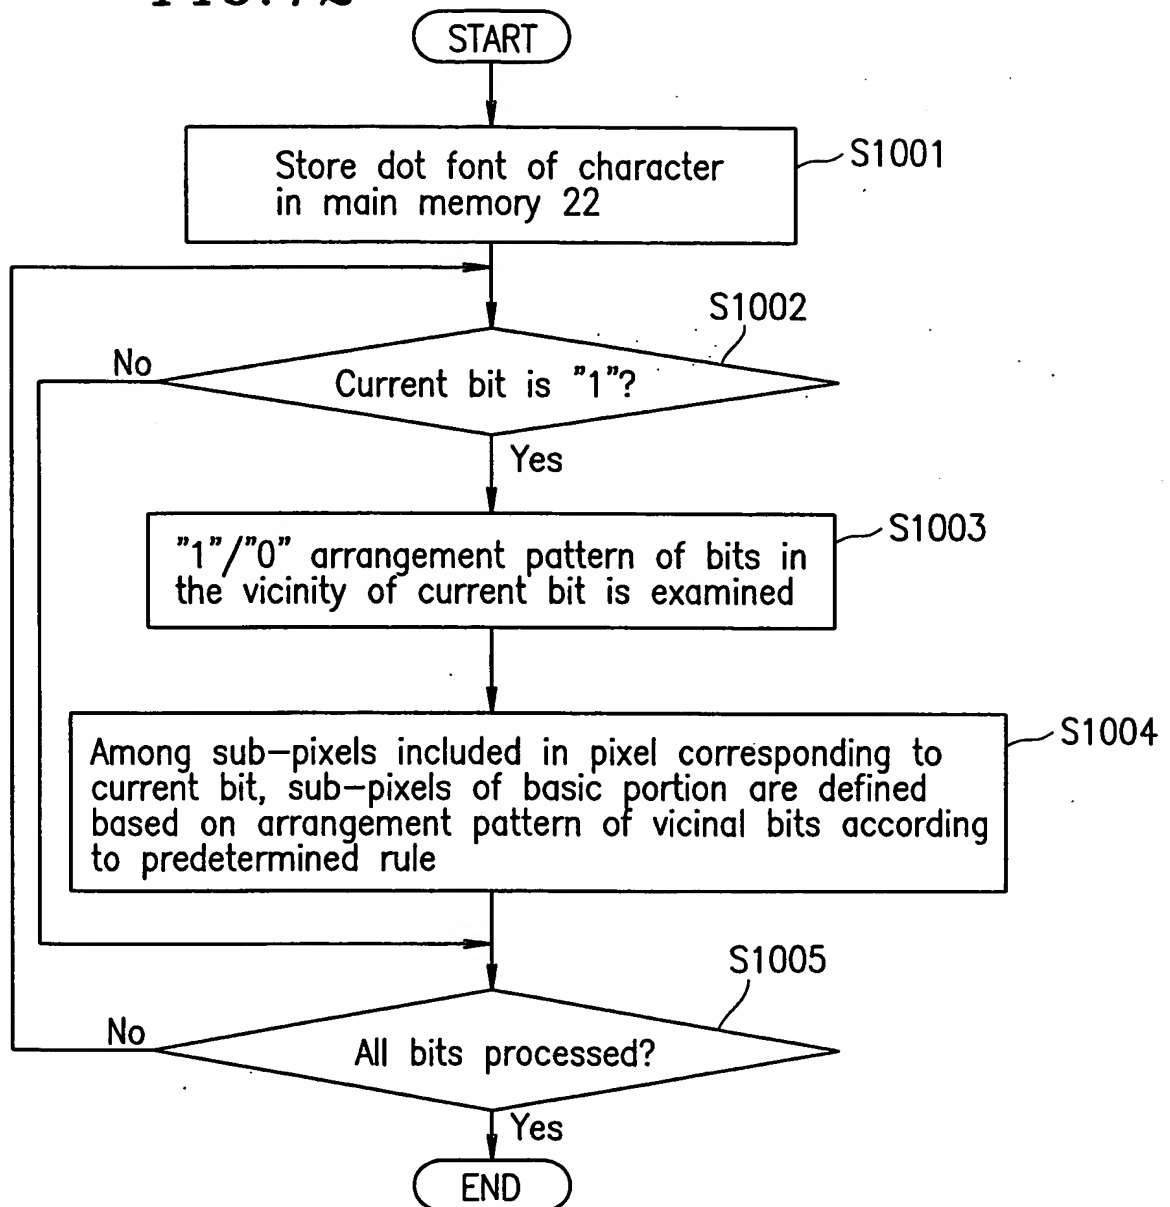 START
Store dot font of character
in main memory 22
S1001
S1002
No
Current bit is "1"?
Yes
"1"/"0" arrangement pattern of bits in
the vicinity of current bit is examined
S1003
Among sub-pixels included in pixel corresponding to
current bit, sub-pixels of basic portion are defined
based on arrangement pattern of vicinal bits according
to predetermined rule
S1004
S1005
No
All bits processed?
Yes
END